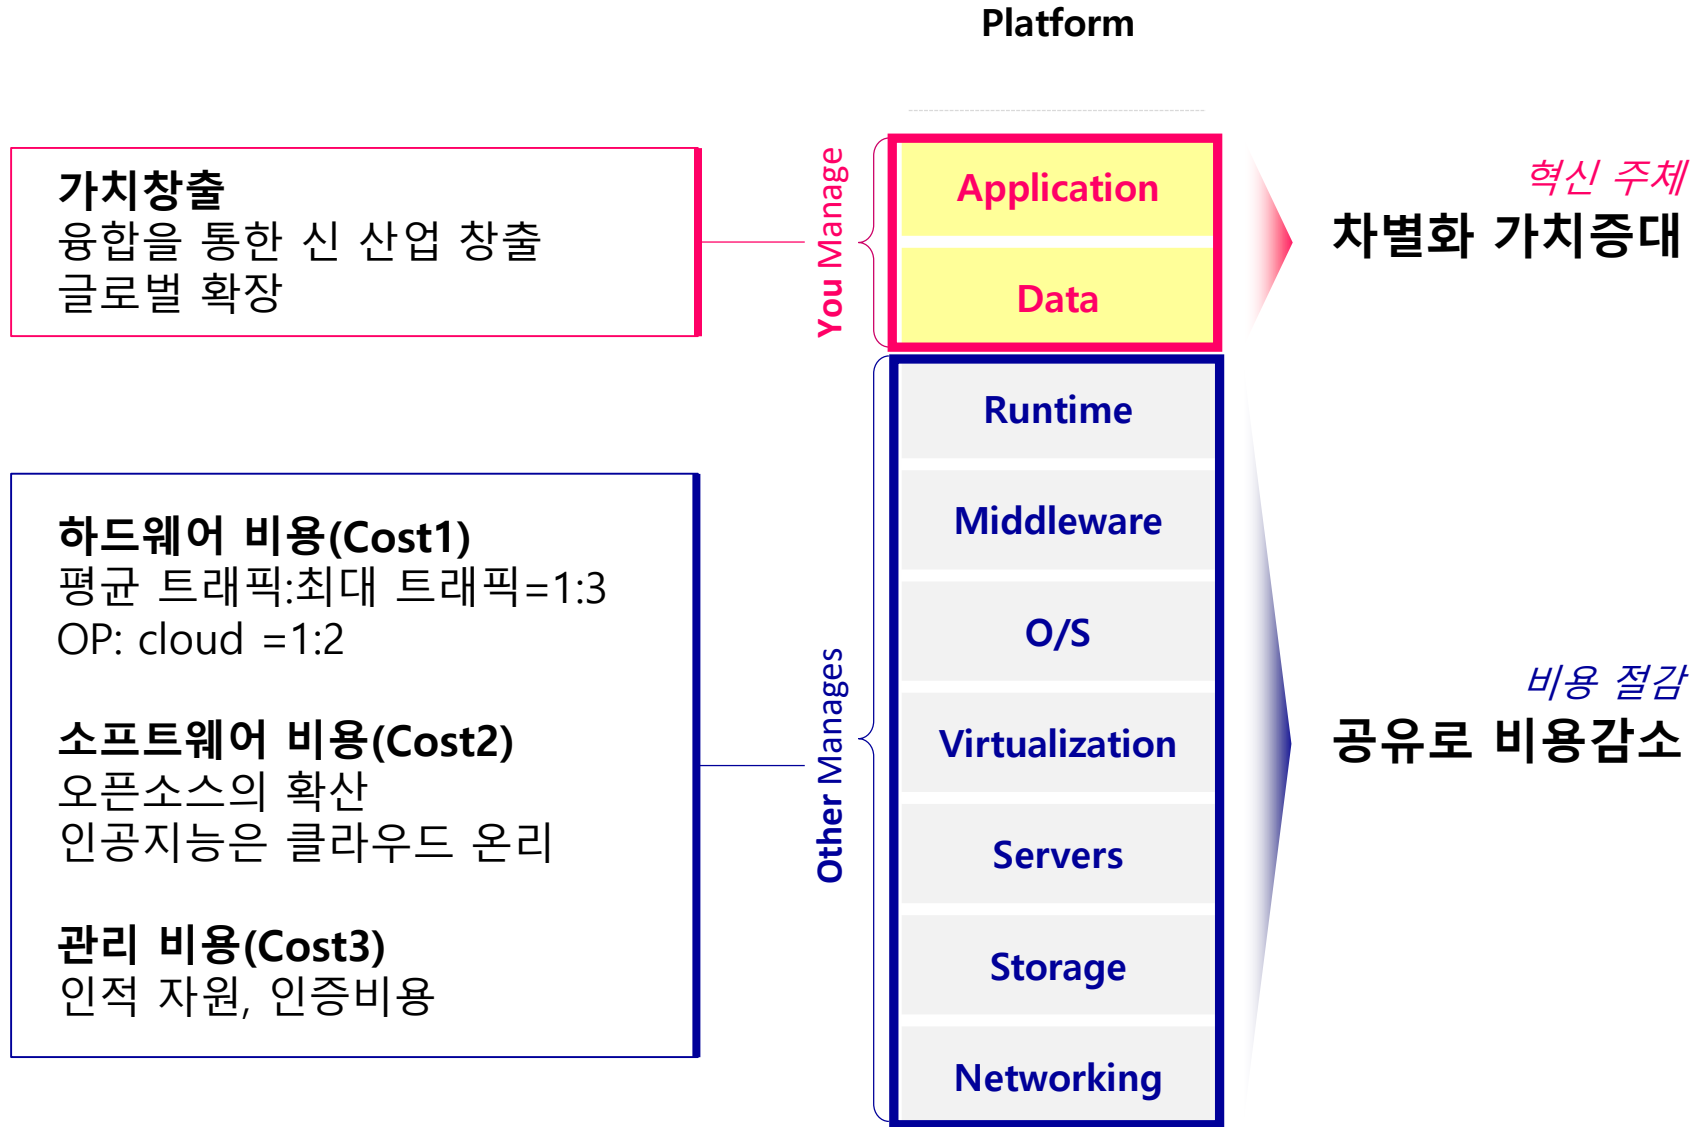 Platform
가치창출
융합을 통한 신 산업 창출
글로벌 확장
You Manage
Application
Data
혁신 주체
차별화 가치증대
하드웨어 비용(Cost1)
평균 트래픽:최대 트래픽=1:3
OP: cloud =1:2
소프트웨어 비용(Cost2)
오픈소스의 확산
인공지능은 클라우드 온리
관리 비용(Cost3)
인적 자원, 인증비용
Other Manages
Runtime
Middleware
O/S
Virtualization
Servers
Storage
Networking
비용 절감
공유로 비용감소